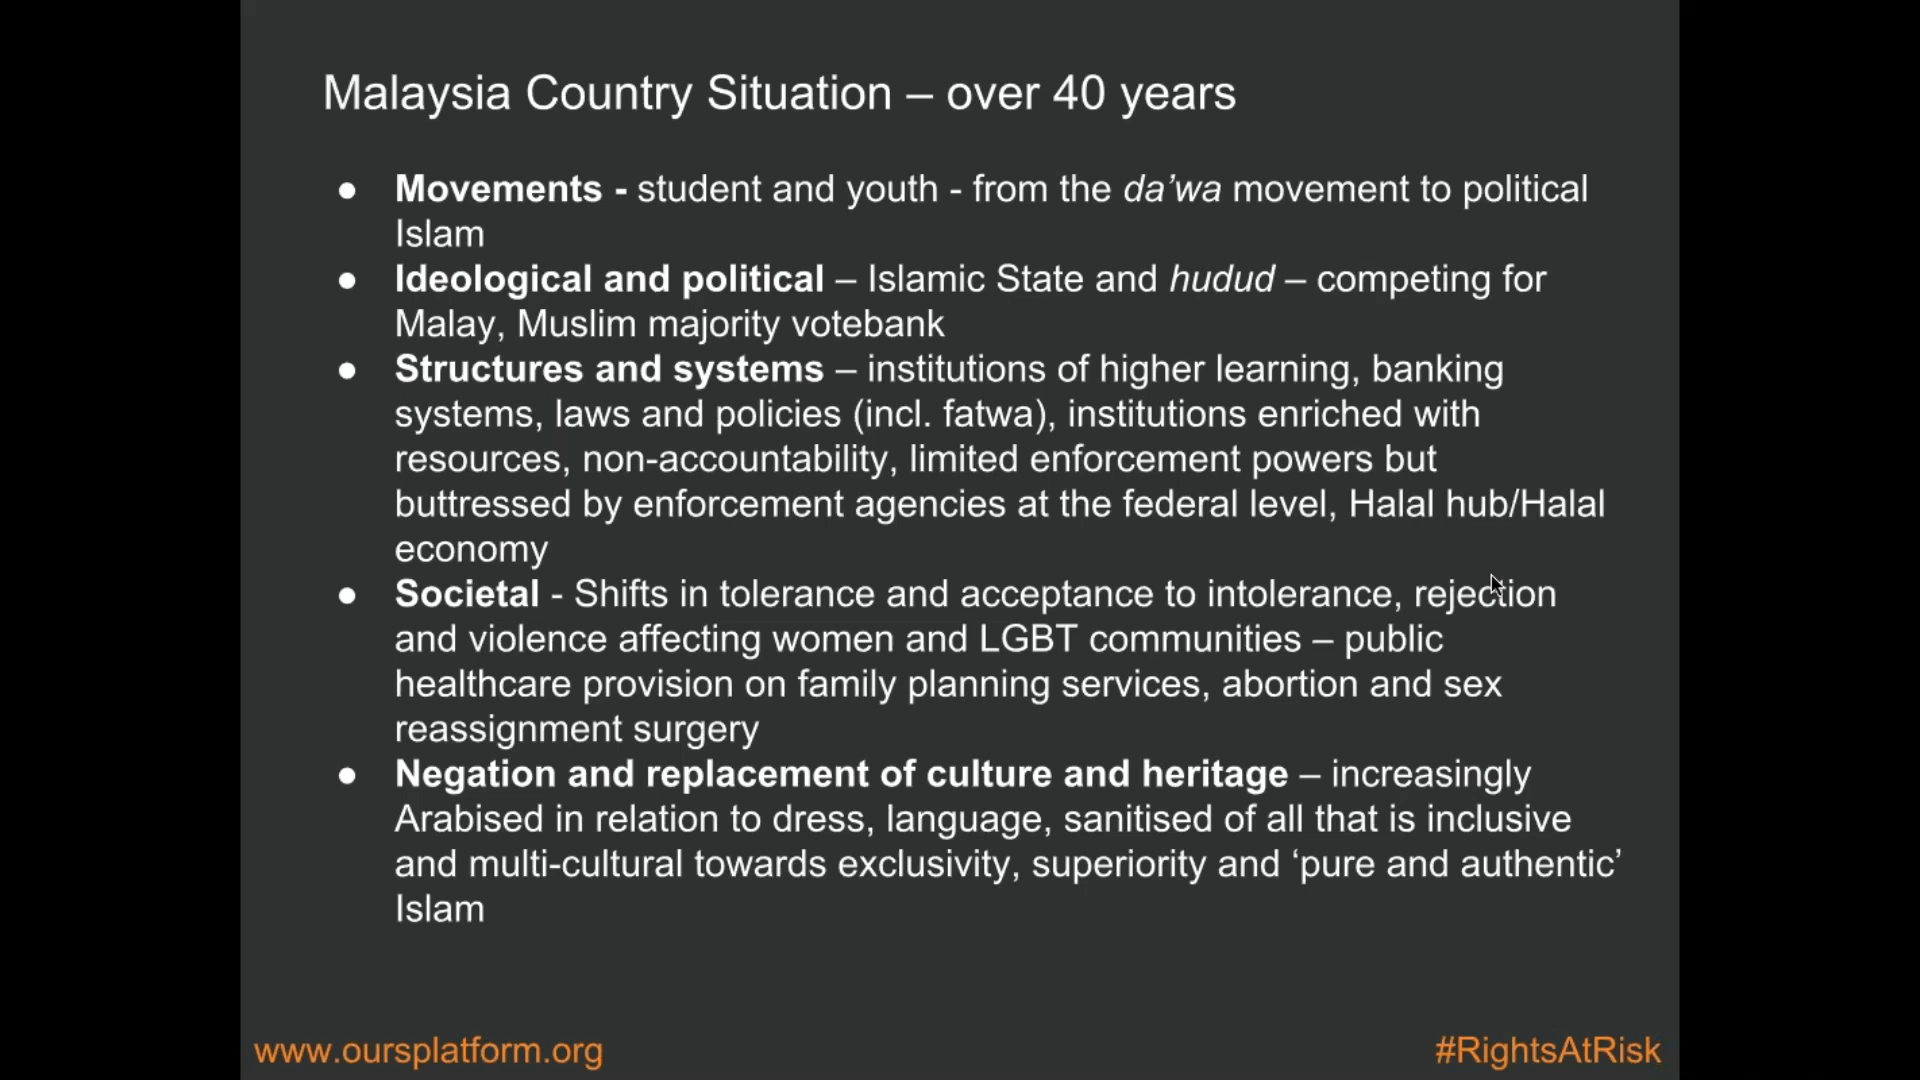 Malaysia Country Situation – over 40 years
● Movements - student and youth - from the da’wa movement to political
Islam
● Ideological and political – Islamic State and hudud – competing for
Malay, Muslim majority votebank
● Structures and systems – institutions of higher learning, banking
systems, laws and policies (incl. fatwa), institutions enriched with
resources, non-accountability, limited enforcement powers but
buttressed by enforcement agencies at the federal level, Halal hub/Halal
economy
● Societal - Shifts in tolerance and acceptance to intolerance, rejection
and violence affecting women and LGBT communities – public
healthcare provision on family planning services, abortion and sex
reassignment surgery
● Negation and replacement of culture and heritage – increasingly
Arabised in relation to dress, language, sanitised of all that is inclusive
and multi-cultural towards exclusivity, superiority and ‘pure and authentic’
Islam
www.oursplatform.org
#RightsAtRisk